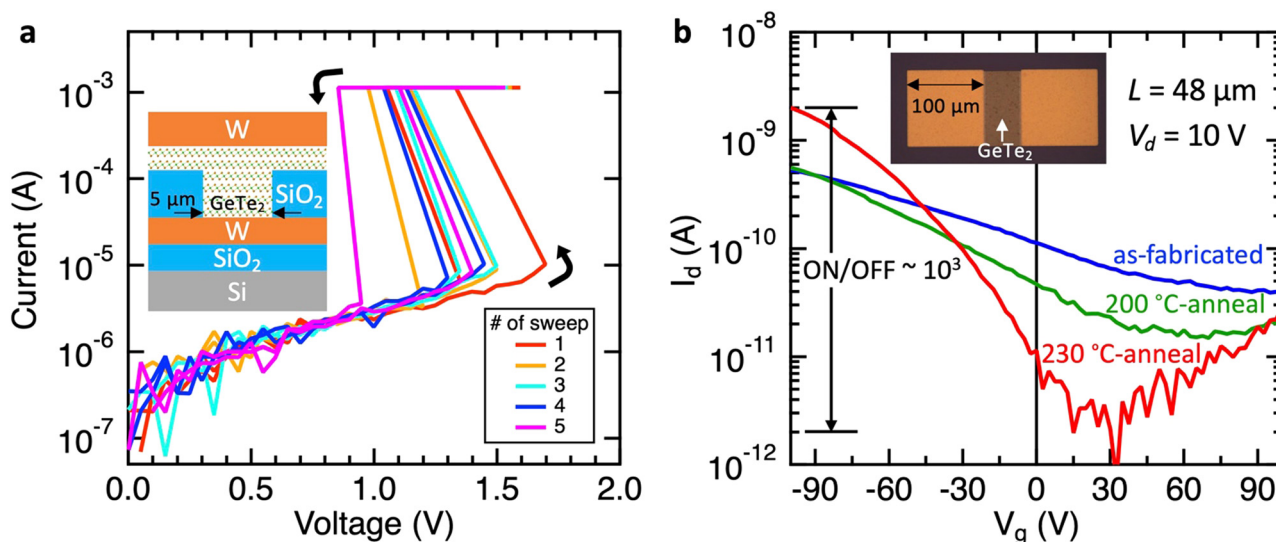 a
Current (A)
10⁻³
10⁻⁴
10⁻⁵
10⁻⁶
10⁻⁷
W
5 μm
GeTe₂
SiO₂
W
SiO₂
Si
# of sweep
1
2
3
4
5
0.0 0.5 1.0 1.5 2.0
Voltage (V)
b
I_d (A)
10⁻⁸
10⁻⁹
10⁻¹⁰
10⁻¹¹
10⁻¹²
100 μm
GeTe₂
L = 48 μm
V_d = 10 V
ON/OFF ~ 10³
as-fabricated
200 °C-anneal
230 °C-anneal
-90 -60 -30 0 30 60 90
V_g (V)